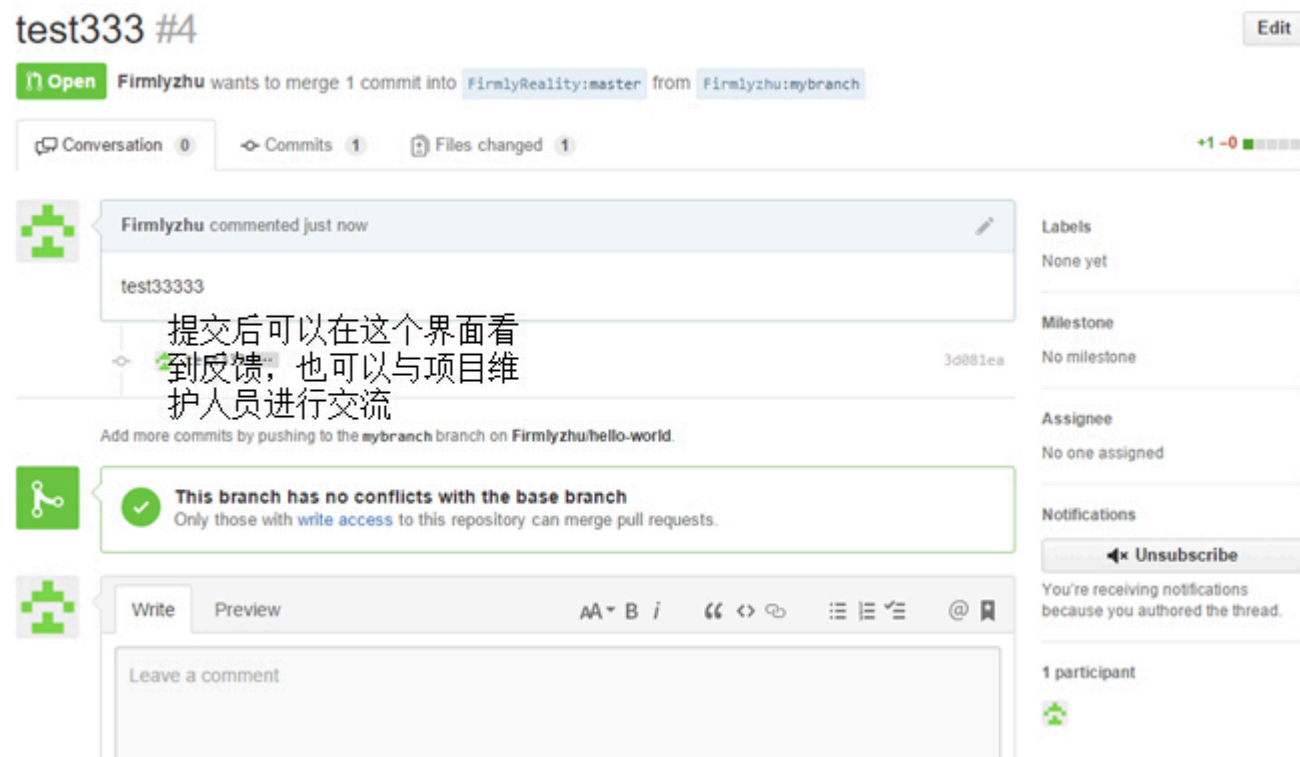 test333 #4
Edit
Open Firmlyzhu wants to merge 1 commit into FirmlyReality:master from Firmlyzhu:mybranch
Conversation 0 Commits 1 Files changed 1 +1 −0
Firmlyzhu commented just now
test33333
提交后可以在这个界面看
到反馈，也可以与项目维
护人员进行交流
3d081ea
Add more commits by pushing to the mybranch branch on Firmlyzhu/hello-world.
This branch has no conflicts with the base branch
Only those with write access to this repository can merge pull requests.
Write Preview AA B i
Leave a comment
Labels
None yet
Milestone
No milestone
Assignee
No one assigned
Notifications
Unsubscribe
You're receiving notifications
because you authored the thread.
1 participant